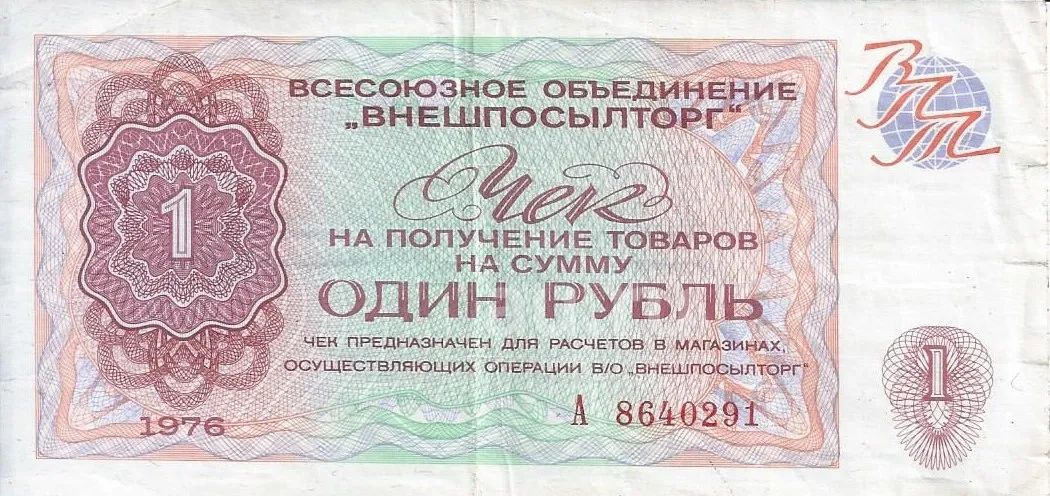 ВСЕСОЮЗНОЕ ОБЪЕДИНЕНИЕ
„ВНЕШПОСЫЛТОРГ"
ВПТ
Чек
НА ПОЛУЧЕНИЕ ТОВАРОВ
НА СУММУ
ОДИН РУБЛЬ
ЧЕК ПРЕДНАЗНАЧЕН ДЛЯ РАСЧЕТОВ В МАГАЗИНАХ,
ОСУЩЕСТВЛЯЮЩИХ ОПЕРАЦИИ В/О „ВНЕШПОСЫЛТОРГ"
1
1
1976
А 8640291